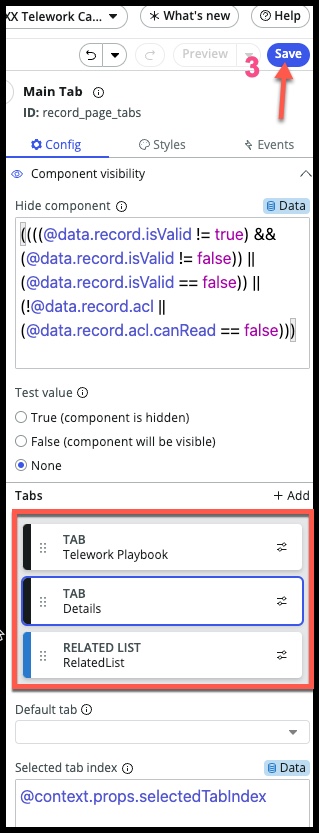 XX Telework Ca...
What's new
Help
Preview
3
Save
Main Tab
ID: record_page_tabs
Config
Styles
Events
Component visibility
Hide component
Data
((((@data.record.isValid != true) &&
(@data.record.isValid != false)) ||
(@data.record.isValid == false)) ||
(!@data.record.acl ||
(@data.record.acl.canRead == false)))
Test value
True (component is hidden)
False (component will be visible)
None
Tabs
+ Add
TAB
Telework Playbook
TAB
Details
RELATED LIST
RelatedList
Default tab
Selected tab index
Data
@context.props.selectedTabIndex